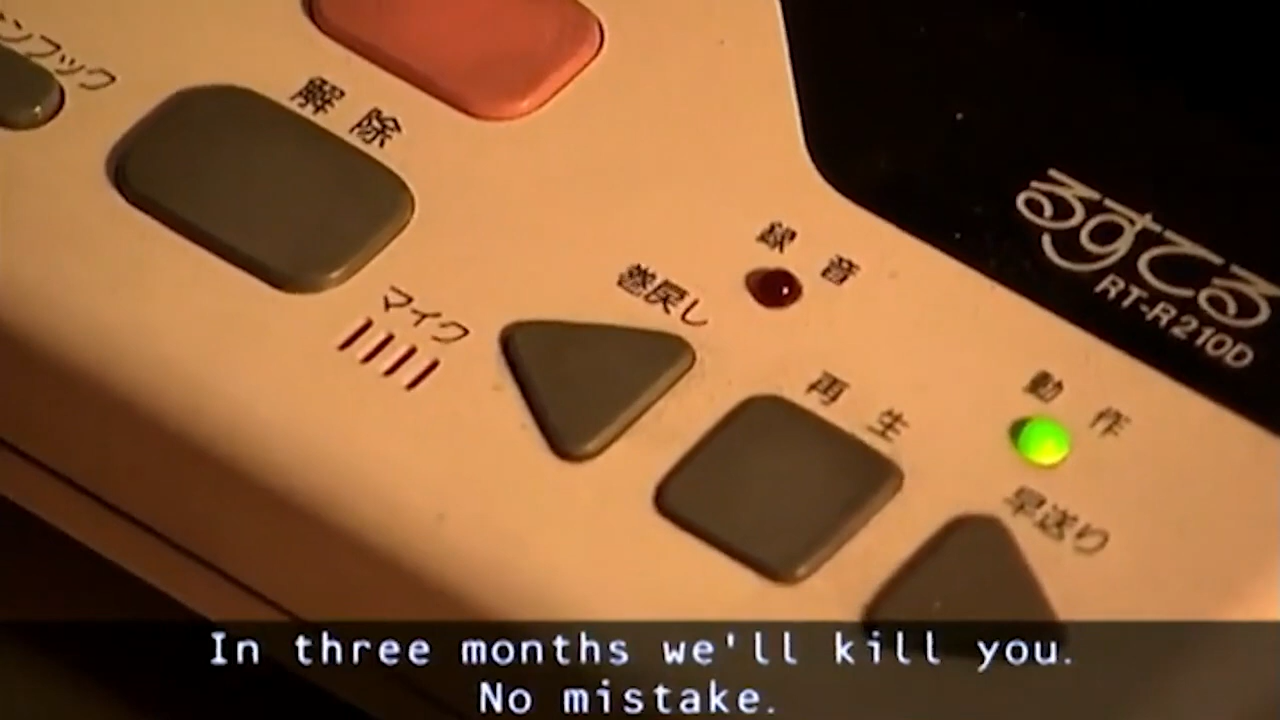 ンフック
解除
録音
巻戻し
マイク
るすてる
RT-R210D
再生
動作
早送り
In three months we'll kill you.
No mistake.